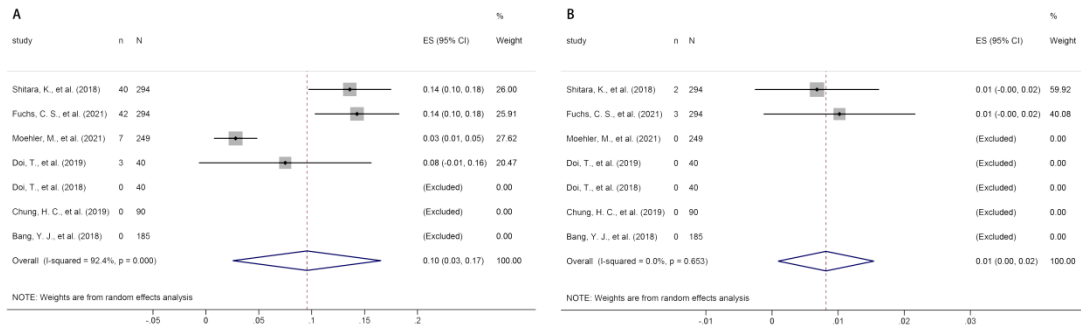 A
%
study n N ES (95% CI) Weight
Shitara, K., et al. (2018) 40 294 0.14 (0.10, 0.18) 26.00
Fuchs, C. S., et al. (2021) 42 294 0.14 (0.10, 0.18) 25.91
Moehler, M., et al. (2021) 7 249 0.03 (0.01, 0.05) 27.62
Doi, T., et al. (2019) 3 40 0.08 (-0.01, 0.16) 20.47
Doi, T., et al. (2018) 0 40 (Excluded) 0.00
Chung, H. C., et al. (2019) 0 90 (Excluded) 0.00
Bang, Y. J., et al. (2018) 0 185 (Excluded) 0.00
Overall (I-squared = 92.4%, p = 0.000) 0.10 (0.03, 0.17) 100.00
NOTE: Weights are from random effects analysis
-.05 0 .05 .1 .15 .2
B
%
study n N ES (95% CI) Weight
Shitara, K., et al. (2018) 2 294 0.01 (-0.00, 0.02) 59.92
Fuchs, C. S., et al. (2021) 3 294 0.01 (-0.00, 0.02) 40.08
Moehler, M., et al. (2021) 0 249 (Excluded) 0.00
Doi, T., et al. (2019) 0 40 (Excluded) 0.00
Doi, T., et al. (2018) 0 40 (Excluded) 0.00
Chung, H. C., et al. (2019) 0 90 (Excluded) 0.00
Bang, Y. J., et al. (2018) 0 185 (Excluded) 0.00
Overall (I-squared = 0.0%, p = 0.653) 0.01 (0.00, 0.02) 100.00
NOTE: Weights are from random effects analysis
-.01 0 .01 .02 .03